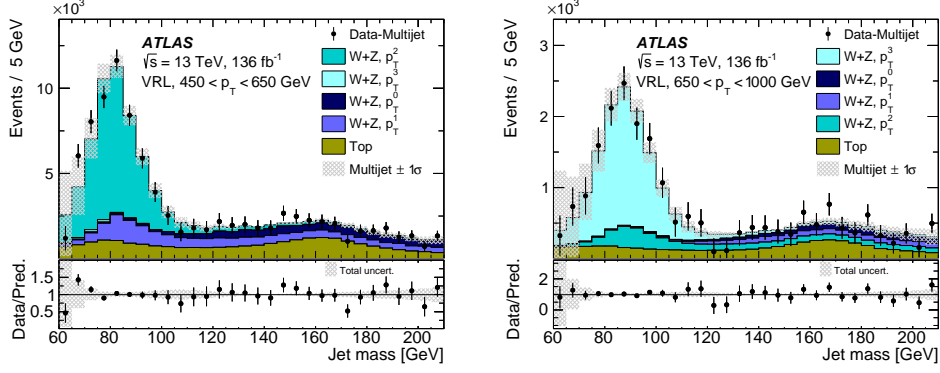 ×10³
Events / 5 GeV
10
5
ATLAS
√s = 13 TeV, 136 fb⁻¹
VRL, 450 < p_T < 650 GeV
Data-Multijet
W+Z, p_T^2
W+Z, p_T^3
W+Z, p_T^0
W+Z, p_T^1
Top
Multijet ± 1σ
Data/Pred.
1.5
1
0.5
Total uncert.
60 80 100 120 140 160 180 200
Jet mass [GeV]
×10³
Events / 5 GeV
3
2
1
ATLAS
√s = 13 TeV, 136 fb⁻¹
VRL, 650 < p_T < 1000 GeV
Data-Multijet
W+Z, p_T^3
W+Z, p_T^0
W+Z, p_T^1
W+Z, p_T^2
Top
Multijet ± 1σ
Data/Pred.
2
1
0
Total uncert.
60 80 100 120 140 160 180 200
Jet mass [GeV]